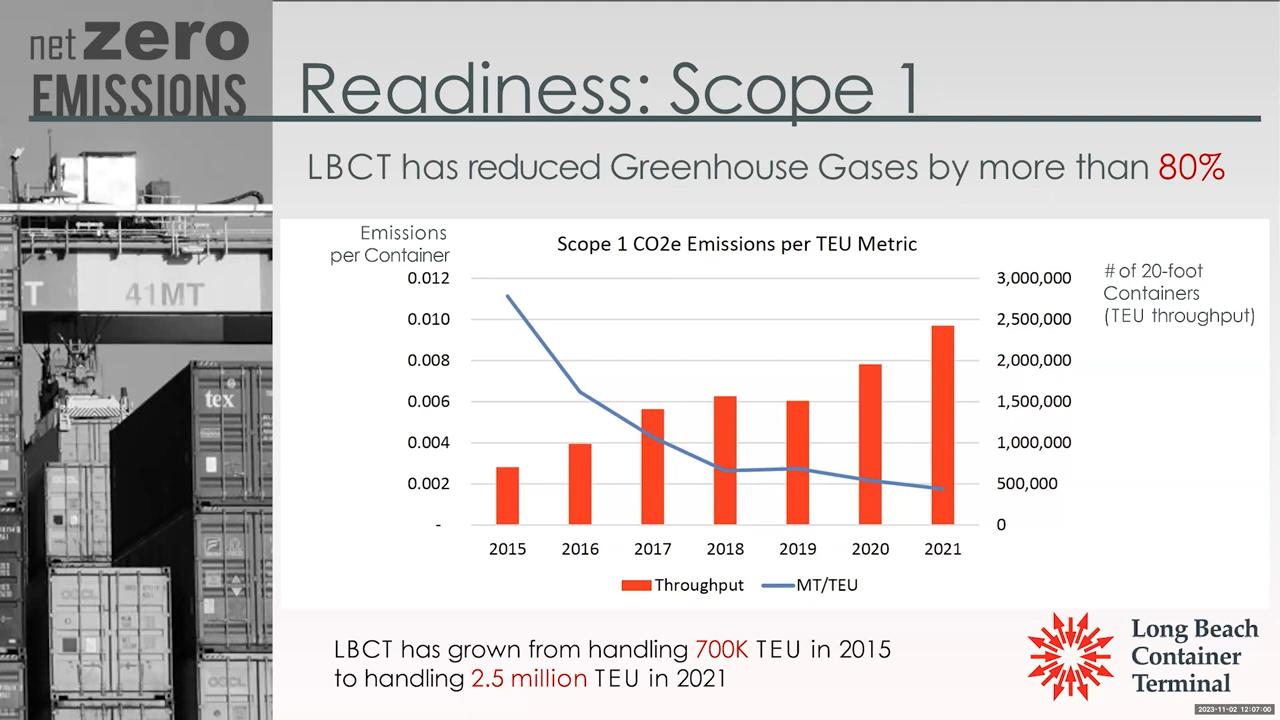 net zero
EMISSIONS
Readiness: Scope 1
LBCT has reduced Greenhouse Gases by more than 80%
Emissions
per Container
Scope 1 CO2e Emissions per TEU Metric
# of 20-foot
Containers
(TEU throughput)
0.012
0.010
0.008
0.006
0.004
0.002
-
3,000,000
2,500,000
2,000,000
1,500,000
1,000,000
500,000
0
2015 2016 2017 2018 2019 2020 2021
Throughput MT/TEU
LBCT has grown from handling 700K TEU in 2015
to handling 2.5 million TEU in 2021
Long Beach
Container
Terminal
T 41MT
tex
OOCL
2023-11-02 12:07:00